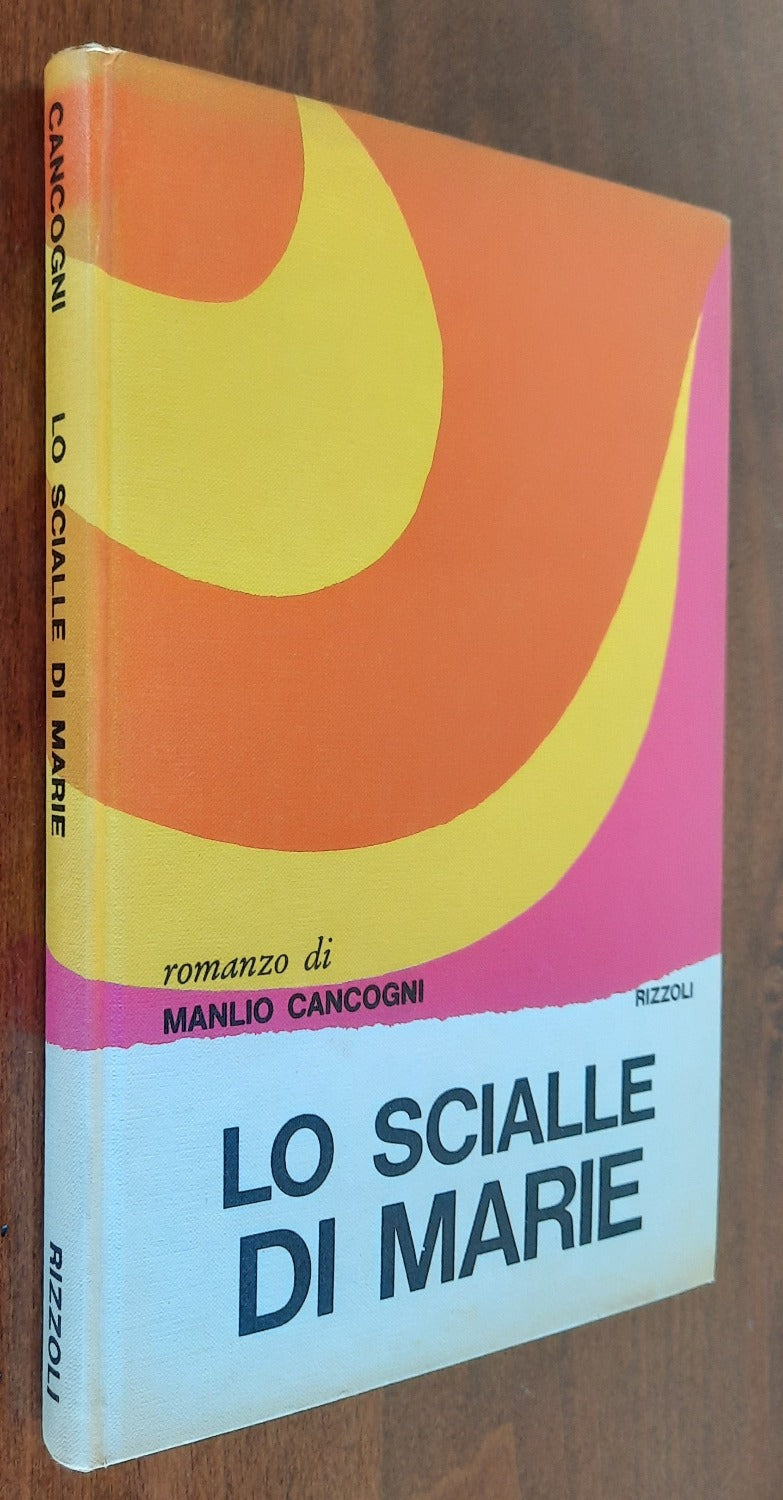 CANCOGNI LO SCIALLE DI MARIE RIZZOLI
romanzo di
MANLIO CANCOGNI
RIZZOLI
LO SCIALLE
DI MARIE